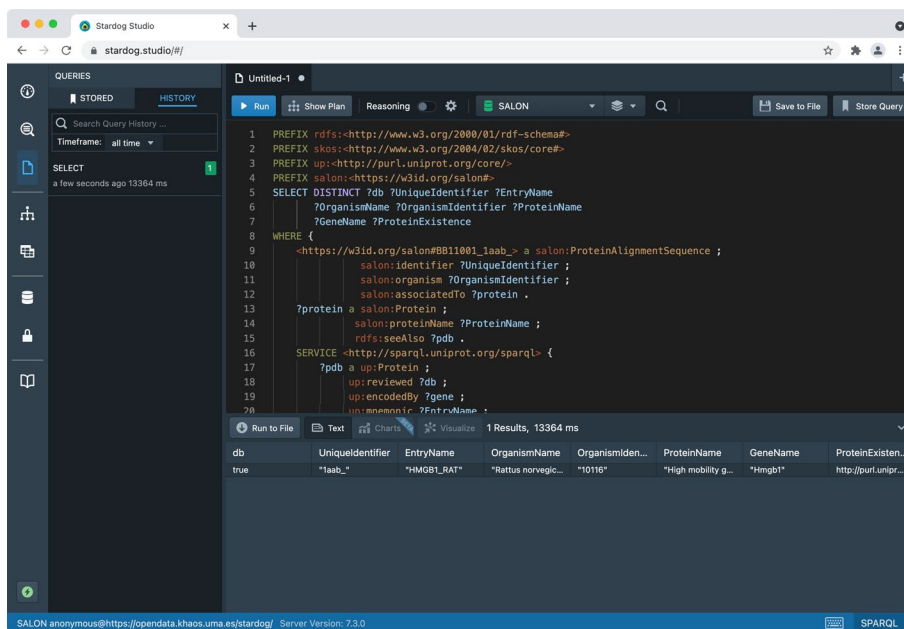 Stardog Studio
stardog.studio/#/
QUERIES
STORED HISTORY
Search Query History ...
Timeframe: all time
SELECT 1
a few seconds ago 13364 ms
Untitled-1
Run Show Plan Reasoning SALON Save to File Store Query
1 PREFIX rdfs:<http://www.w3.org/2000/01/rdf-schema#>
2 PREFIX skos:<http://www.w3.org/2004/02/skos/core#>
3 PREFIX up:<http://purl.uniprot.org/core/>
4 PREFIX salon:<https://w3id.org/salon#>
5 SELECT DISTINCT ?db ?UniqueIdentifier ?EntryName
6 ?OrganismName ?OrganismIdentifier ?ProteinName
7 ?GeneName ?ProteinExistence
8 WHERE {
9 <https://w3id.org/salon#BB11001_1aab_> a salon:ProteinAlignmentSequence ;
10 salon:identifier ?UniqueIdentifier ;
11 salon:organism ?OrganismIdentifier ;
12 salon:associatedTo ?protein .
13 ?protein a salon:Protein ;
14 salon:proteinName ?ProteinName ;
15 rdfs:seeAlso ?pdb .
16 SERVICE <http://sparql.uniprot.org/sparql> {
17 ?pdb a up:Protein ;
18 up:reviewed ?db ;
19 up:encodedBy ?gene ;
20 up:mnemonic ?EntryName ;
Run to File Text Charts Visualize 1 Results, 13364 ms
db UniqueIdentifier EntryName OrganismName OrganismIden... ProteinName GeneName ProteinExisten...
true "1aab_" "HMGB1_RAT" "Rattus norvegic... "10116" "High mobility g... "Hmgb1" http://purl.unipr...
SALON anonymous@https://opendata.khaos.uma.es/stardog/ Server Version: 7.3.0 SPARQL